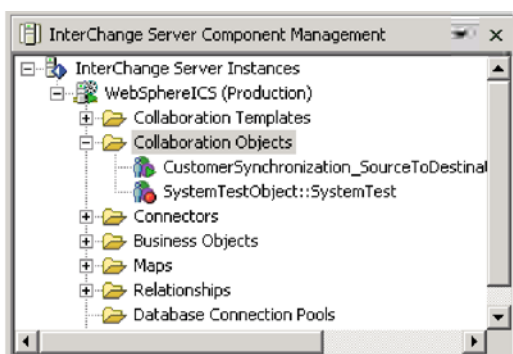 InterChange Server Component Management
InterChange Server Instances
WebSphereICS (Production)
Collaboration Templates
Collaboration Objects
CustomerSynchronization_SourceToDestinat
SystemTestObject::SystemTest
Connectors
Business Objects
Maps
Relationships
Database Connection Pools